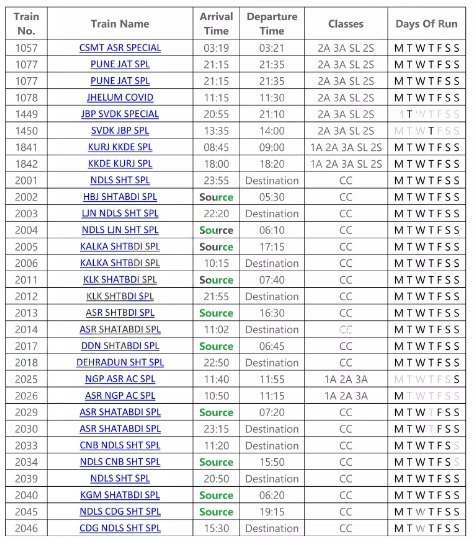 Train No. Train Name Arrival Time Departure Time Classes Days Of Run
1057 CSMT ASR SPECIAL 03:19 03:21 2A 3A SL 2S M T W T F S S
1077 PUNE JAT SPL 21:15 21:35 2A 3A SL 2S M T W T F S S
1077 PUNE JAT SPL 21:15 21:35 2A 3A SL 2S M T W T F S S
1078 JHELUM COVID 11:15 11:30 2A 3A SL 2S M T W T F S S
1449 JBP SVDK SPECIAL 20:55 21:10 2A 3A SL 2S M T W T F S S
1450 SVDK JBP SPL 13:35 14:00 2A 3A SL 2S M T W T F S S
1841 KURJ KKDE SPL 08:45 09:00 1A 2A 3A SL 2S M T W T F S S
1842 KKDE KURJ SPL 18:00 18:20 1A 2A 3A SL 2S M T W T F S S
2001 NDLS SHT SPL 23:55 Destination CC M T W T F S S
2002 HBJ SHTABDI SPL Source 05:30 CC M T W T F S S
2003 LJN NDLS SHT SPL 22:20 Destination CC M T W T F S S
2004 NDLS LJN SHT SPL Source 06:10 CC M T W T F S S
2005 KALKA SHTBDI SPL Source 17:15 CC M T W T F S S
2006 KALKA SHTBDI SPL 10:15 Destination CC M T W T F S S
2011 KLK SHATBDI SPL Source 07:40 CC M T W T F S S
2012 KLK SHTBDI SPL 21:55 Destination CC M T W T F S S
2013 ASR SHTBDI SPL Source 16:30 CC M T W T F S S
2014 ASR SHATABDI SPL 11:02 Destination CC M T W T F S S
2017 DDN SHTABDI SPL Source 06:45 CC M T W T F S S
2018 DEHRADUN SHT SPL 22:50 Destination CC M T W T F S S
2025 NGP ASR AC SPL 11:40 11:55 1A 2A 3A M T W T F S S
2026 ASR NGP AC SPL 10:50 11:15 1A 2A 3A M T W T F S S
2029 ASR SHATABDI SPL Source 07:20 CC M T W T F S S
2030 ASR SHATABDI SPL 23:15 Destination CC M T W T F S S
2033 CNB NDLS SHT SPL 11:20 Destination CC M T W T F S S
2034 NDLS CNB SHT SPL Source 15:50 CC M T W T F S S
2039 NDLS SHT SPL 20:50 Destination CC M T W T F S S
2040 KGM SHATBDI SPL Source 06:20 CC M T W T F S S
2045 NDLS CDG SHT SPL Source 19:15 CC M T W T F S S
2046 CDG NDLS SHT SPL 15:30 Destination CC M T W T F S S